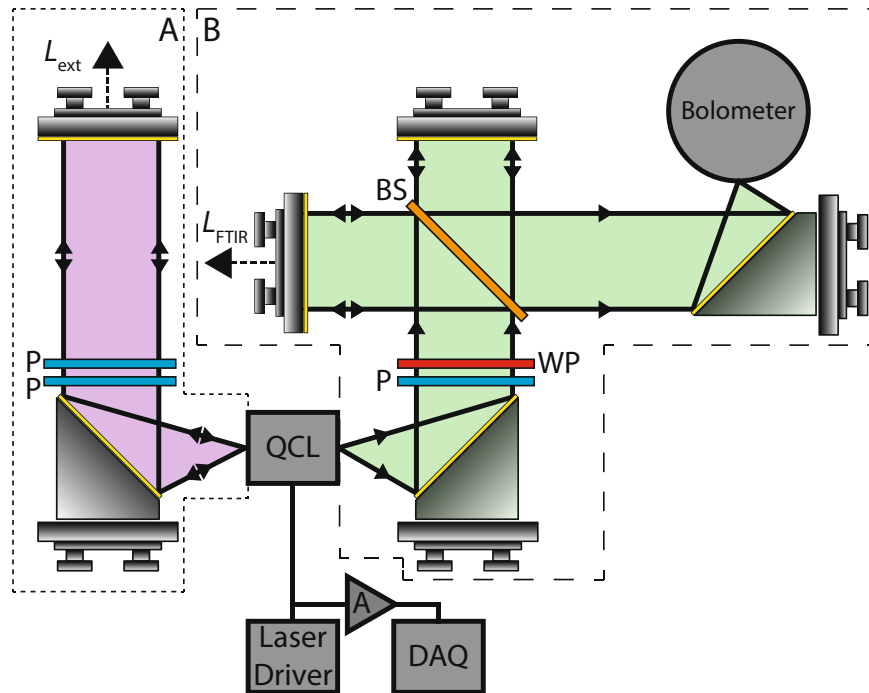 A
B
L_ext
Bolometer
BS
L_FTIR
P
P
P
WP
QCL
A
Laser
Driver
DAQ